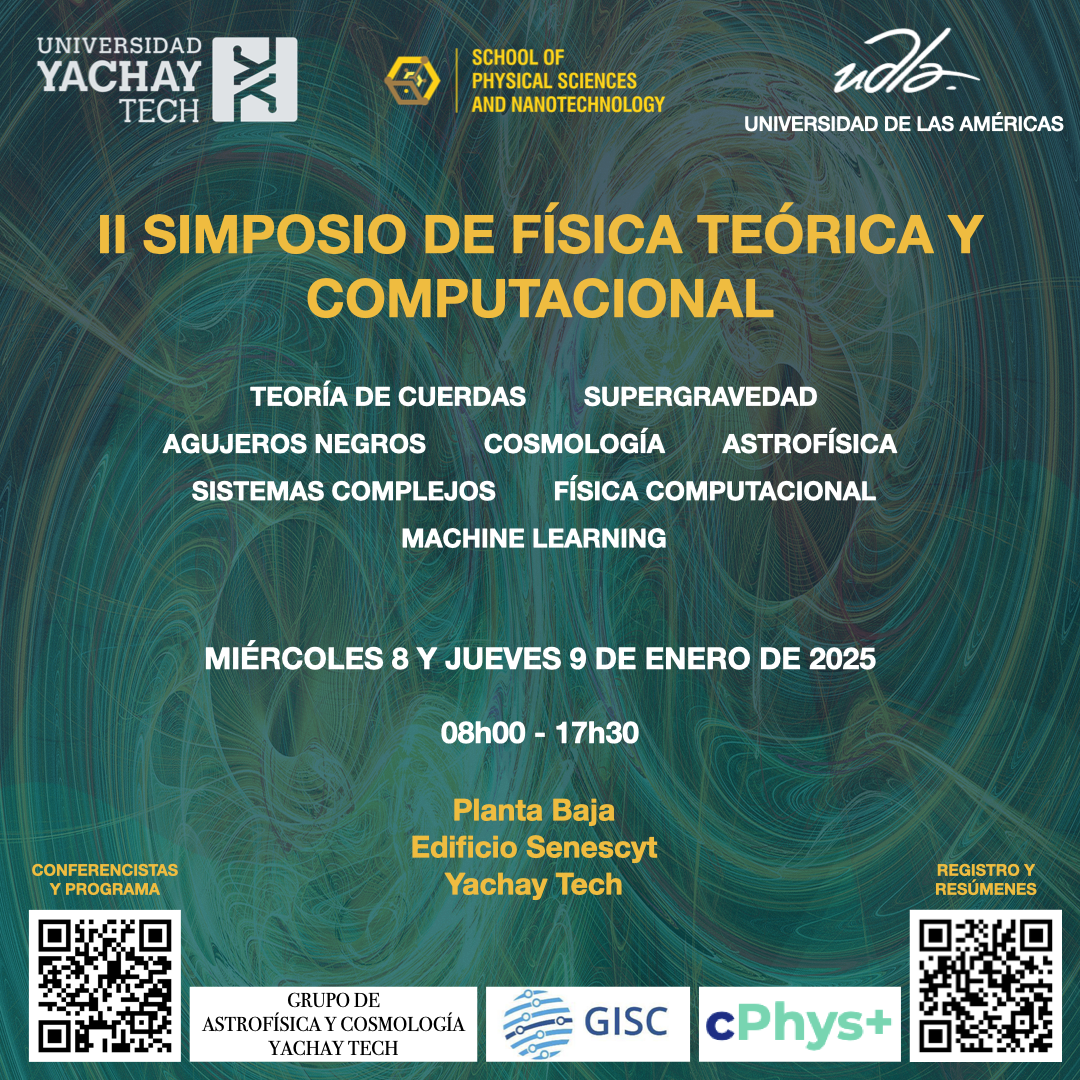 UNIVERSIDAD
YACHAY
TECH
SCHOOL OF
PHYSICAL SCIENCES
AND NANOTECHNOLOGY
udla-
UNIVERSIDAD DE LAS AMÉRICAS
II SIMPOSIO DE FÍSICA TEÓRICA Y
COMPUTACIONAL
TEORÍA DE CUERDAS SUPERGRAVEDAD
AGUJEROS NEGROS COSMOLOGÍA ASTROFÍSICA
SISTEMAS COMPLEJOS FÍSICA COMPUTACIONAL
MACHINE LEARNING
MIÉRCOLES 8 Y JUEVES 9 DE ENERO DE 2025
08h00 - 17h30
Planta Baja
Edificio Senescyt
Yachay Tech
CONFERENCISTAS
Y PROGRAMA
REGISTRO Y
RESÚMENES
GRUPO DE
ASTROFÍSICA Y COSMOLOGÍA
YACHAY TECH
GISC
cPhys+